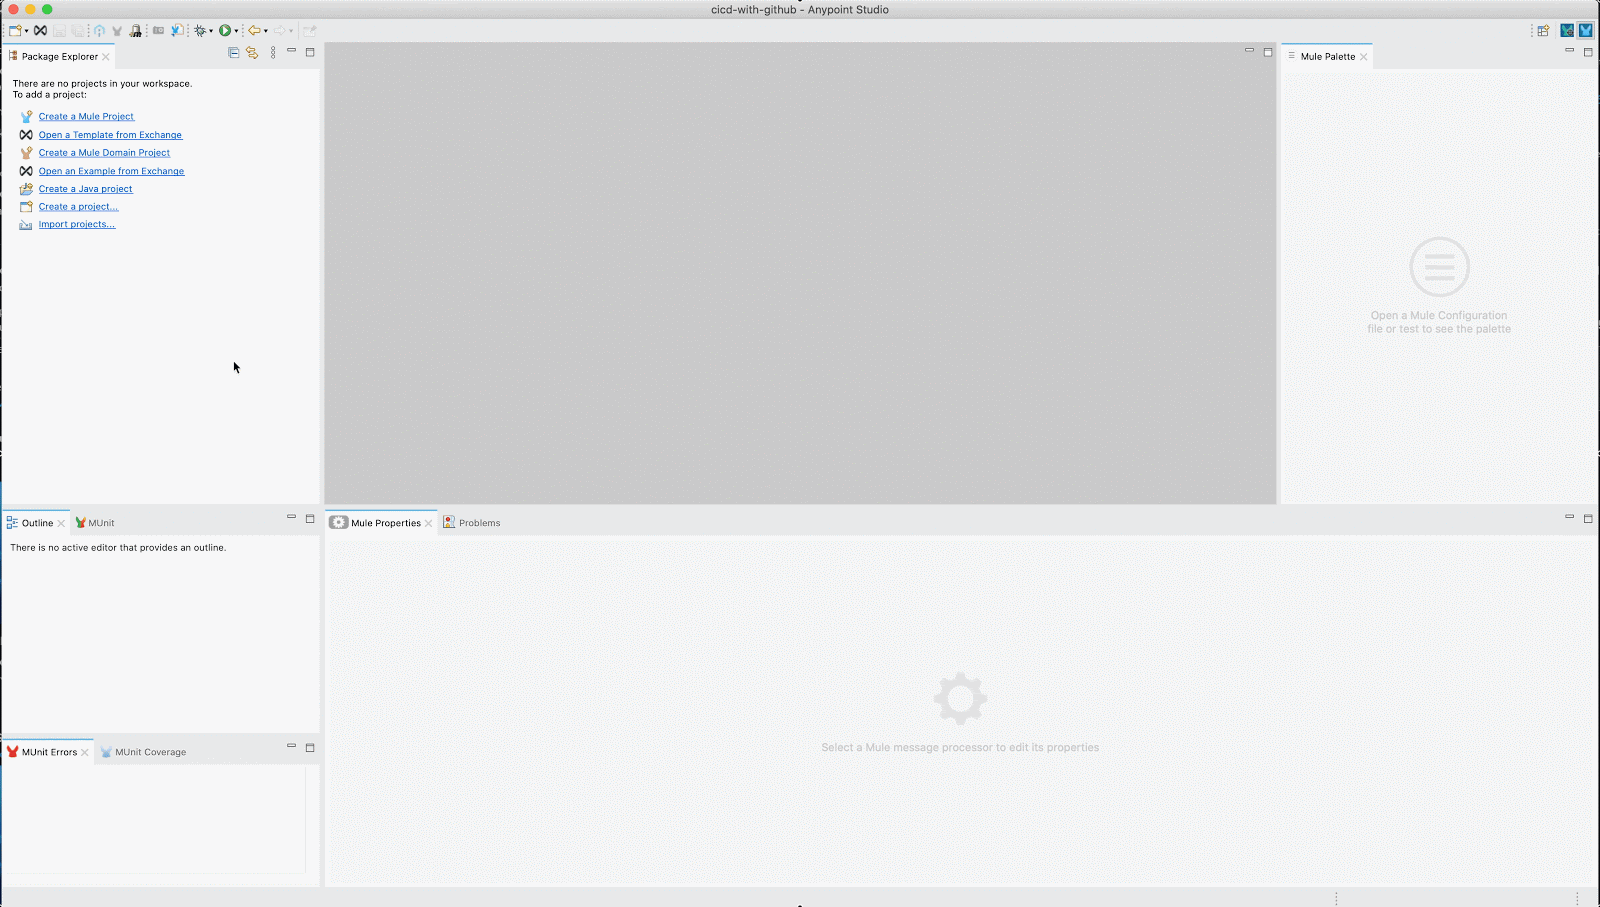 cicd-with-github - Anypoint Studio
Package Explorer
There are no projects in your workspace.
To add a project:
Create a Mule Project
Open a Template from Exchange
Create a Mule Domain Project
Open an Example from Exchange
Create a Java project
Create a project...
Import projects...
Mule Palette
Open a Mule Configuration
file or test to see the palette
Outline
MUnit
There is no active editor that provides an outline.
Mule Properties
Problems
Select a Mule message processor to edit its properties
MUnit Errors
MUnit Coverage